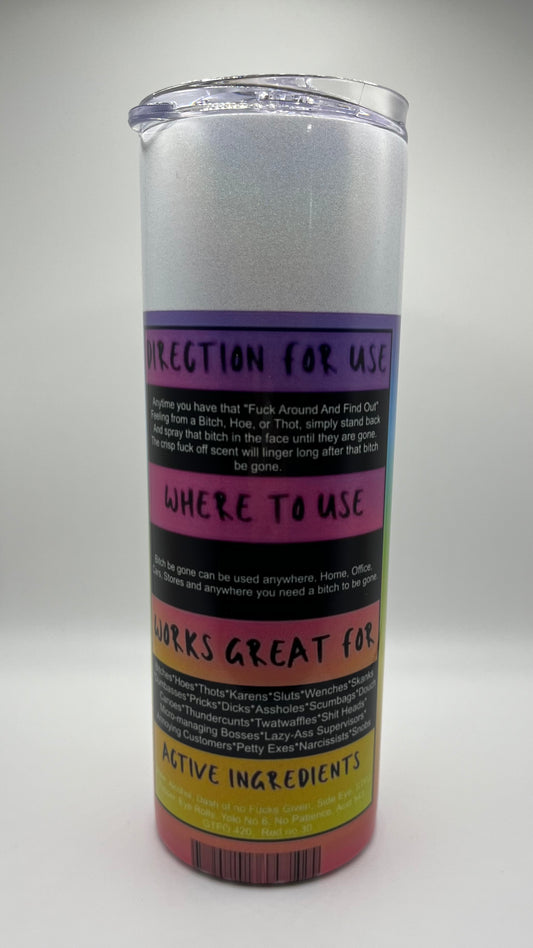 DIRECTION FOR USE
Anytime you have that "Fuck Around And Find Out"
Feeling from a Bitch, Hoe, or Thot, simply stand back
And spray that bitch in the face until they are gone.
The crisp fuck off scent will linger long after that bitch
be gone.
WHERE TO USE
Bitch be gone can be used anywhere. Home, Office,
Cars, Stores and anywhere you need a bitch to be gone.
WORKS GREAT FOR
Bitches*Hoes*Thots*Karens*Sluts*Wenches*Skanks
Dumbasses*Pricks*Dicks*Assholes*Scumbags*Douch
Canoes*Thundercunts*Twatwaffles*Shit Heads*
Micro-managing Bosses*Lazy-Ass Supervisors*
Annoying Customers*Petty Exes*Narcissists*Snobs
ACTIVE INGREDIENTS
Dash of no Fucks Given, Side Eye,
Eye Rolls, Yolo No 6, No Patience, Acid
GTFO 420, Red no 30